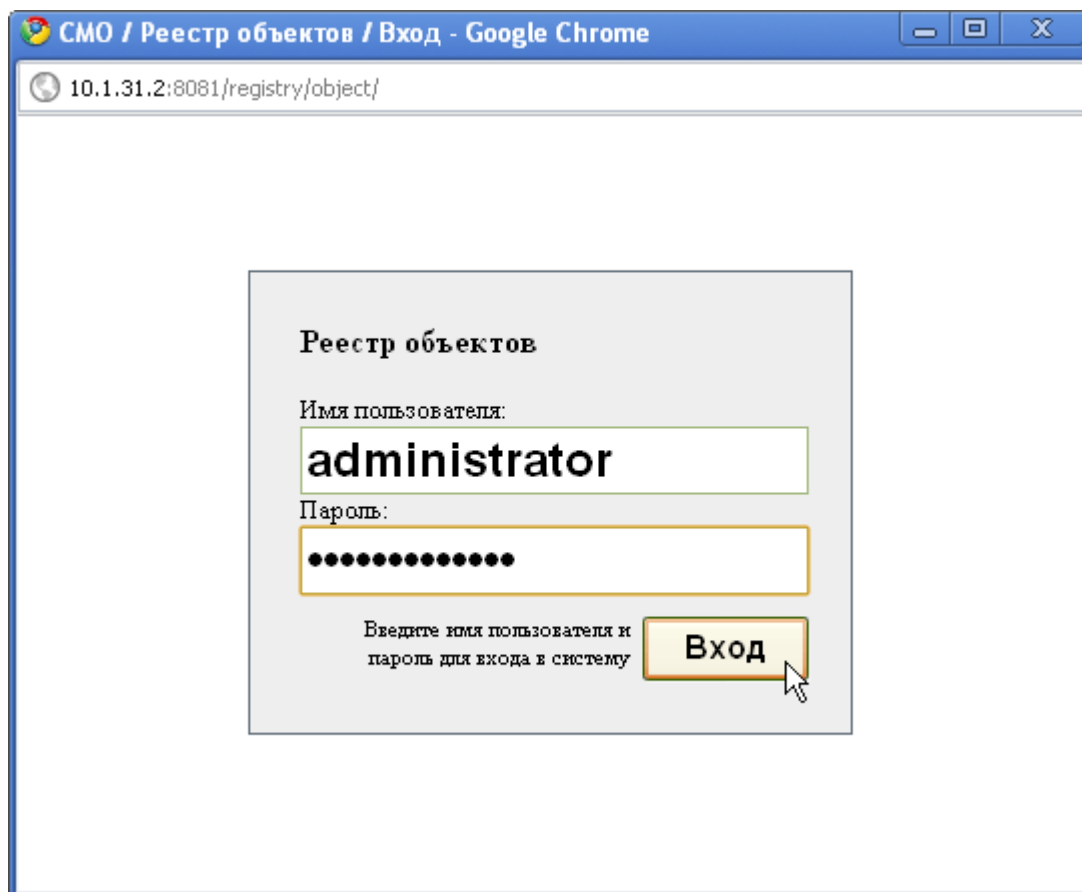 СМО / Реестр объектов / Вход - Google Chrome
10.1.31.2:8081/registry/object/
Реестр объектов
Имя пользователя:
administrator
Пароль:
•••••••••••••
Введите имя пользователя и
пароль для входа в систему
Вход